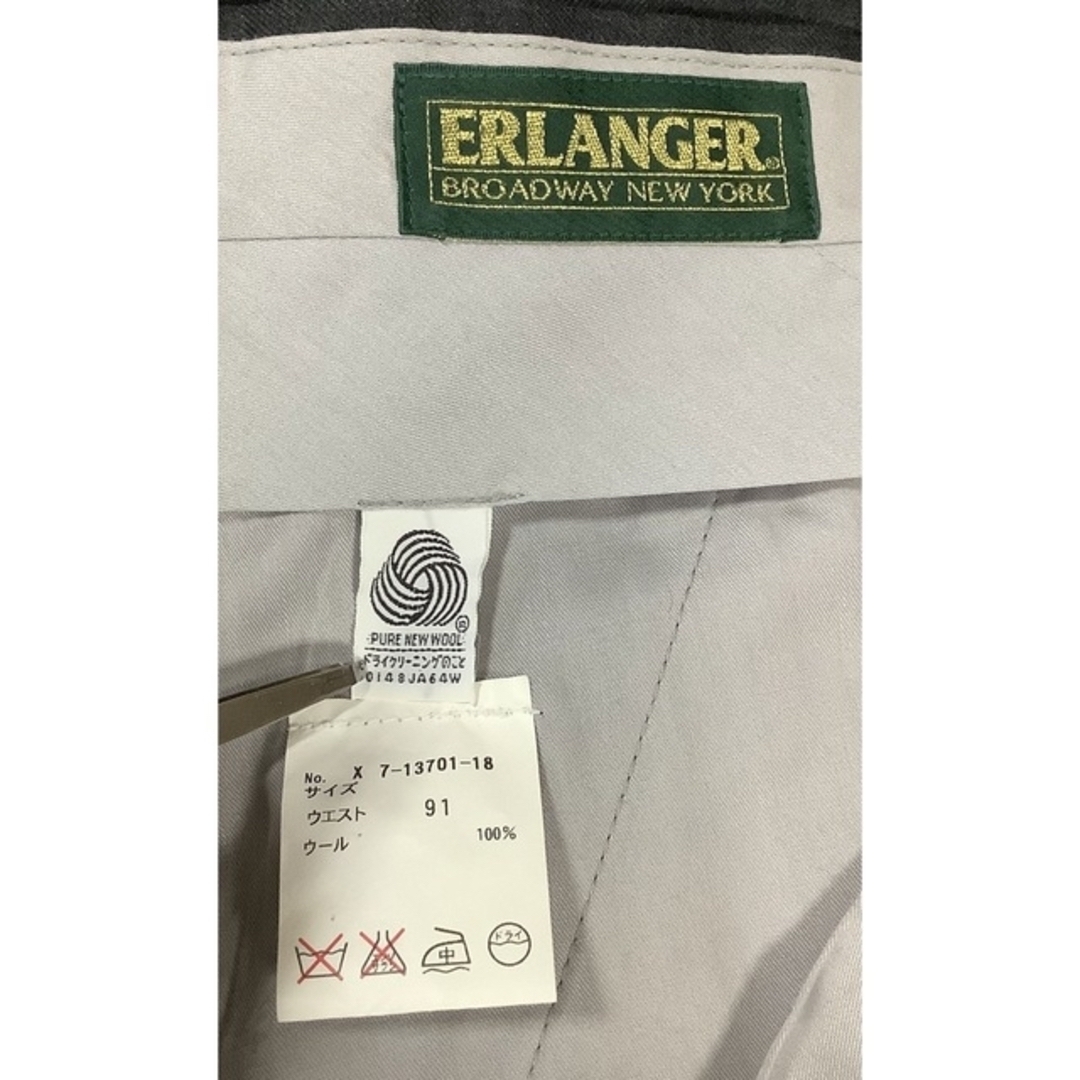 ERLANGER®
BROADWAY NEW YORK
PURE NEW WOOL
ドライクリーニングのこと
0148JA64W
No. X 7-13701-18
サイズ
ウエスト 91
ウール 100%
中 ドライ